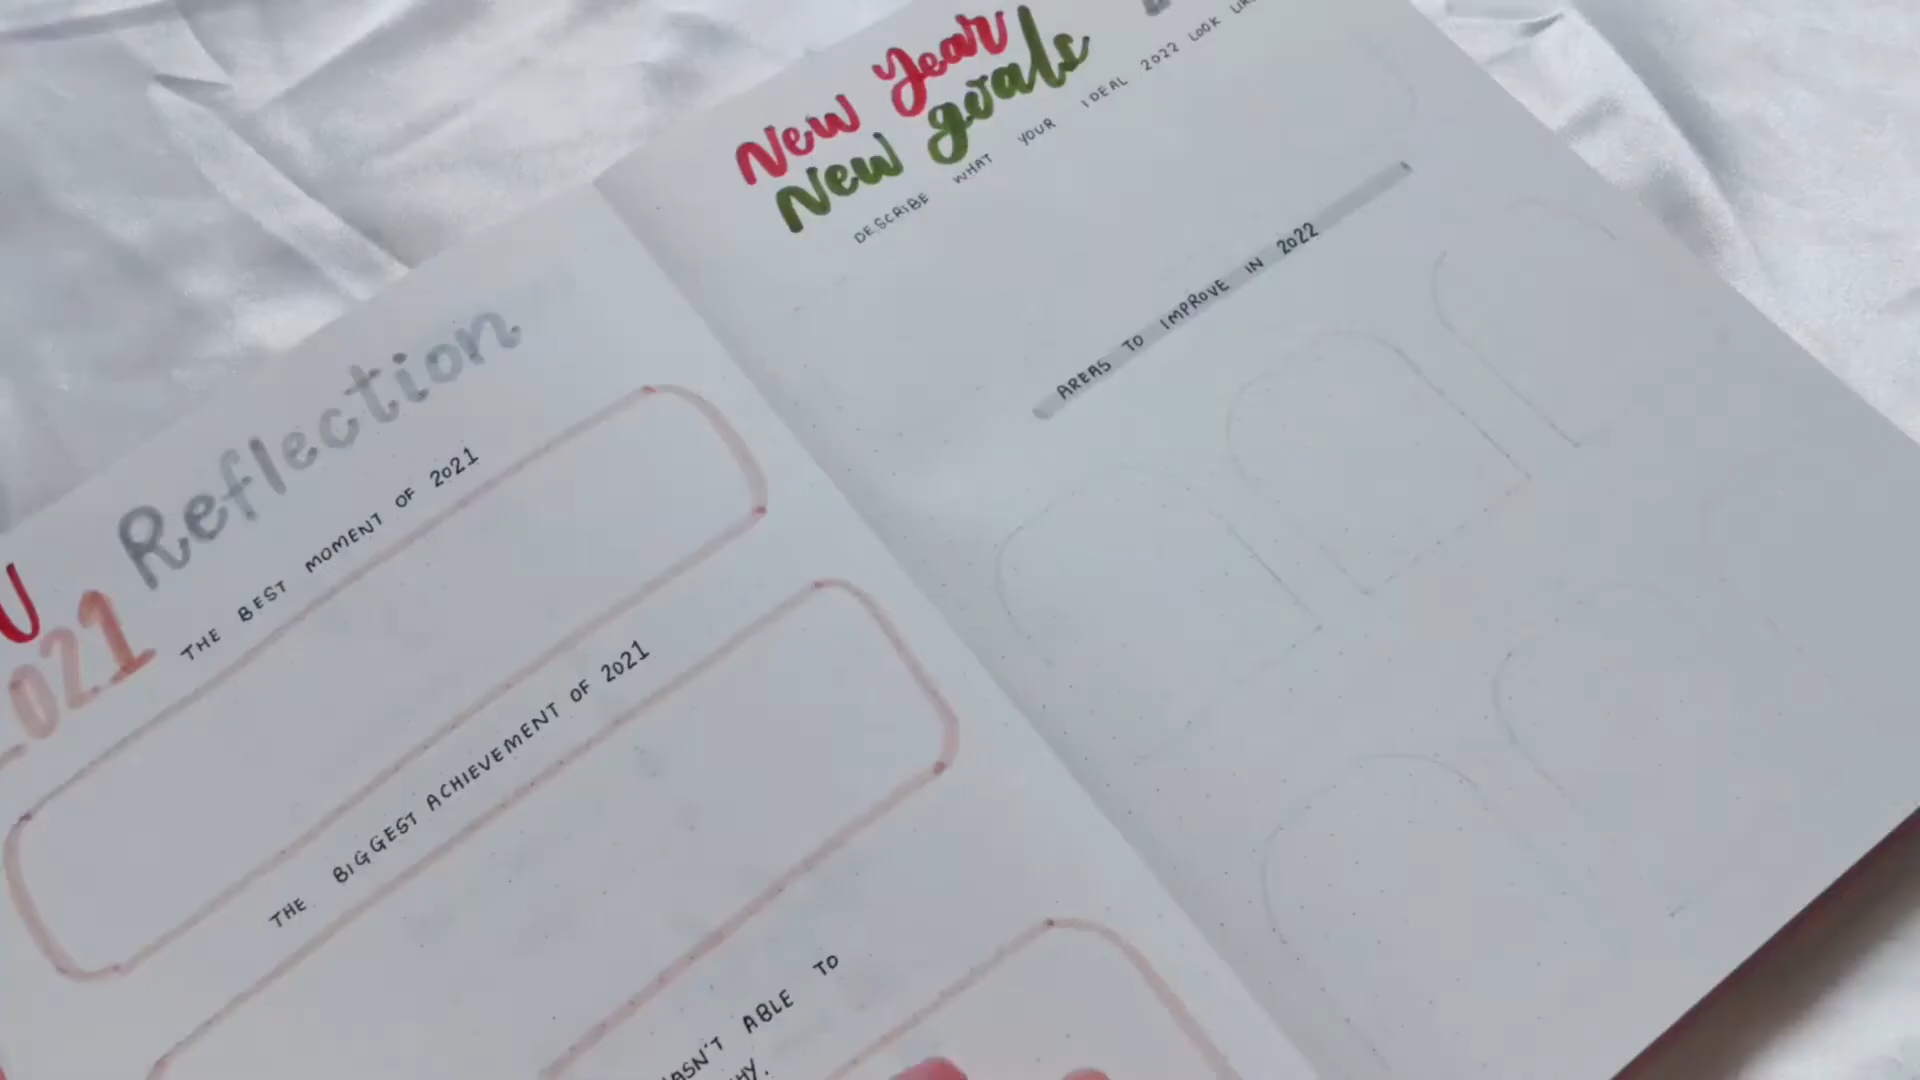 Reflection
021
THE BEST MOMENT OF 2021
THE BIGGEST ACHIEVEMENT OF 2021
ABLE TO
New Year
New goals
DESCRIBE WHAT YOUR IDEAL 2022 LOOK
AREAS TO IMPROVE IN 2022